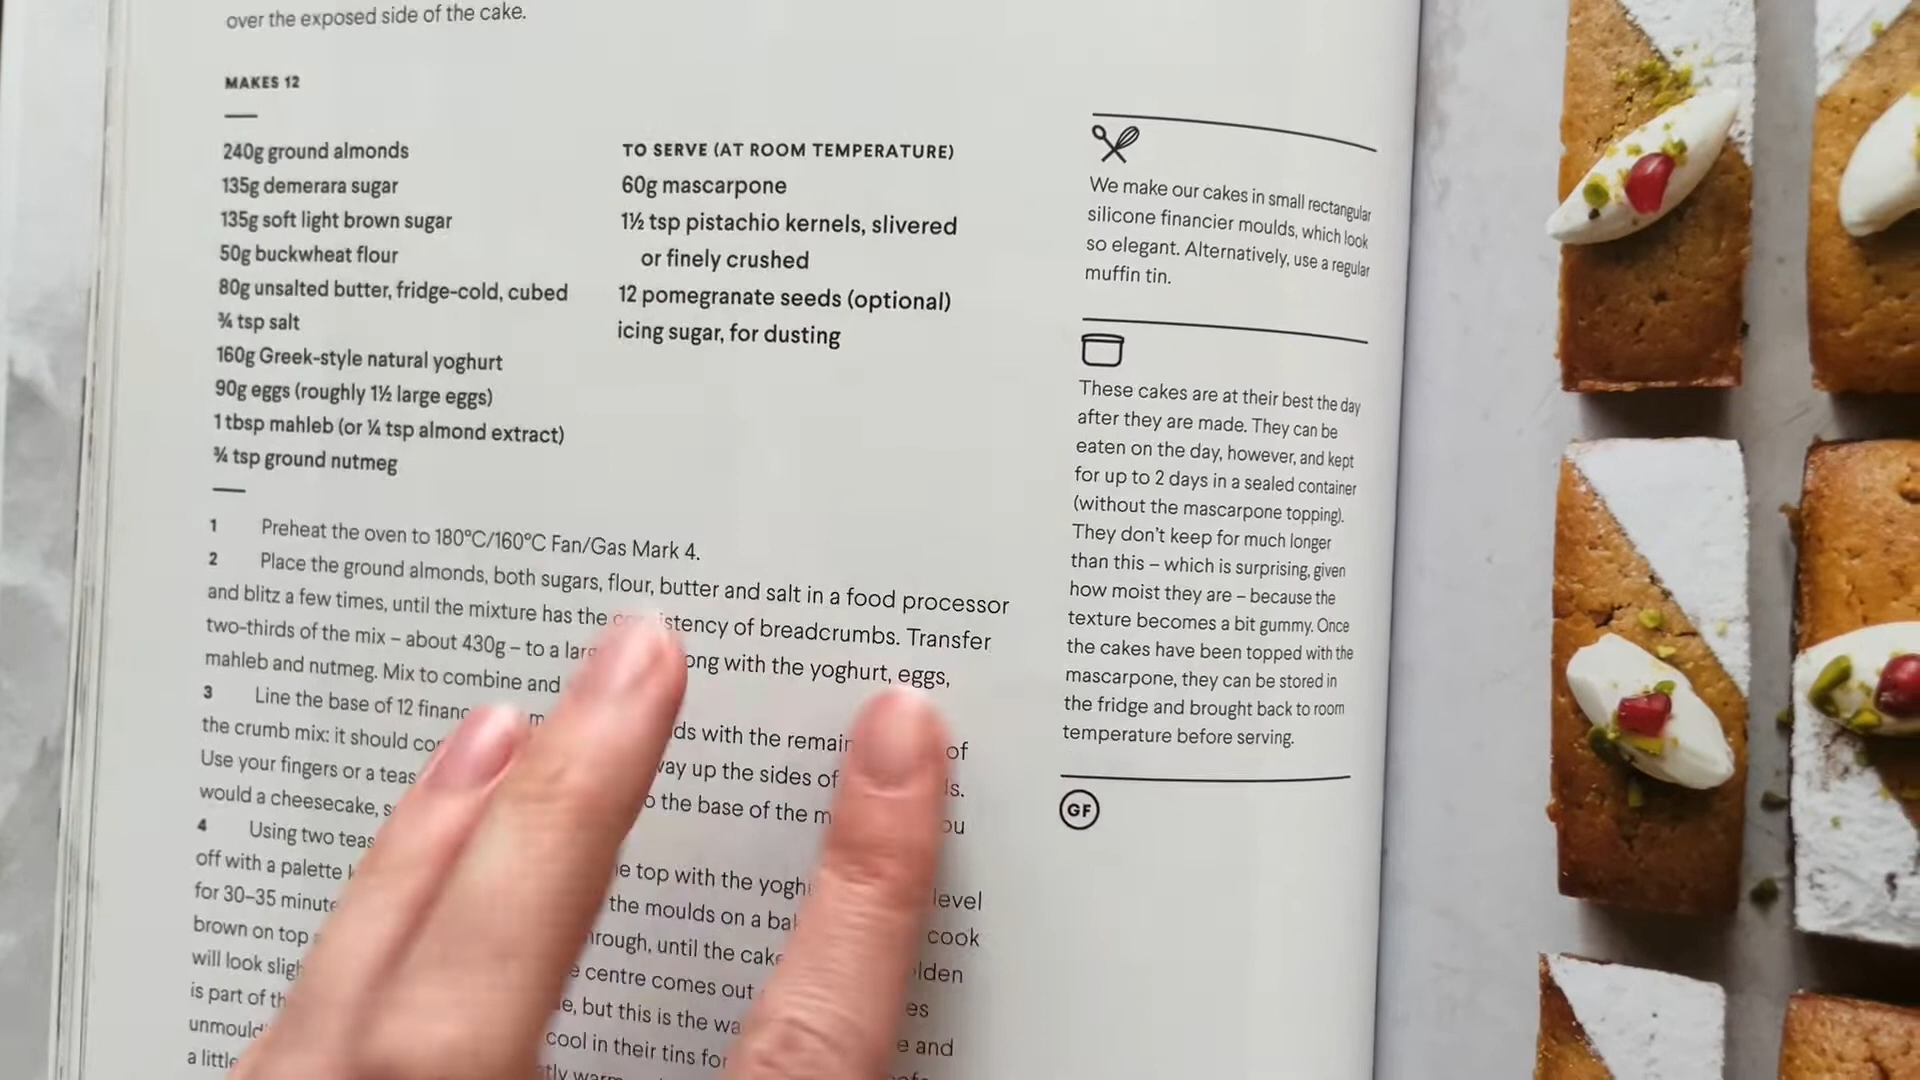 over the exposed side of the cake.
MAKES 12
240g ground almonds
135g demerara sugar
135g soft light brown sugar
50g buckwheat flour
80g unsalted butter, fridge-cold, cubed
¾ tsp salt
160g Greek-style natural yoghurt
90g eggs (roughly 1½ large eggs)
1 tbsp mahleb (or ¼ tsp almond extract)
¾ tsp ground nutmeg
TO SERVE (AT ROOM TEMPERATURE)
60g mascarpone
1½ tsp pistachio kernels, slivered
or finely crushed
12 pomegranate seeds (optional)
icing sugar, for dusting
1 Preheat the oven to 180°C/160°C Fan/Gas Mark 4.
2 Place the ground almonds, both sugars, flour, butter and salt in a food processor
and blitz a few times, until the mixture has the consistency of breadcrumbs. Transfer
two-thirds of the mix – about 430g – to a with the yoghurt, eggs,
mahleb and nutmeg. Mix to combine and
3 Line the base of 12 with the of
the crumb mix: it should way up the sides of
Use your fingers or a the base of the
would a cheesecake,
4 Using two top with the level
off with a palette the moulds on a cook
for 30–35 until the
brown on top centre comes out
will look but this is the
is part of cool in their tins for and
a little
We make our cakes in small rectangular
silicone financier moulds, which look
so elegant. Alternatively, use a regular
muffin tin.
These cakes are at their best the day
after they are made. They can be
eaten on the day, however, and kept
for up to 2 days in a sealed container
(without the mascarpone topping).
They don't keep for much longer
than this – which is surprising, given
how moist they are – because the
texture becomes a bit gummy. Once
the cakes have been topped with the
mascarpone, they can be stored in
the fridge and brought back to room
temperature before serving.
GF